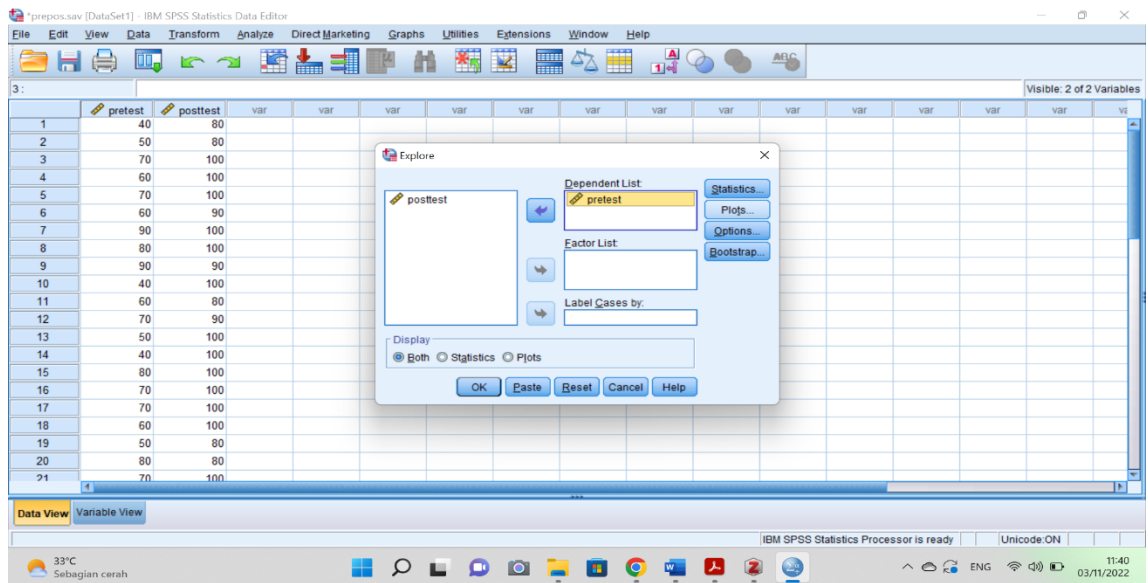 *prepos.sav [DataSet1] - IBM SPSS Statistics Data Editor
File Edit View Data Transform Analyze Direct Marketing Graphs Utilities Extensions Window Help
3 : Visible: 2 of 2 Variables
pretest posttest var var var var var var var var var var var var var
1 40 80
2 50 80
3 70 100
4 60 100
5 70 100
6 60 90
7 90 100
8 80 100
9 90 90
10 40 100
11 60 80
12 70 90
13 50 100
14 40 100
15 80 100
16 70 100
17 70 100
18 60 100
19 50 80
20 80 80
21 70 100
Explore
posttest
Dependent List:
pretest
Factor List:
Label Cases by:
Statistics...
Plots...
Options...
Bootstrap...
Display
Both Statistics Plots
OK Paste Reset Cancel Help
Data View Variable View
IBM SPSS Statistics Processor is ready Unicode:ON
33°C
Sebagian cerah
ENG
11:40
03/11/2022